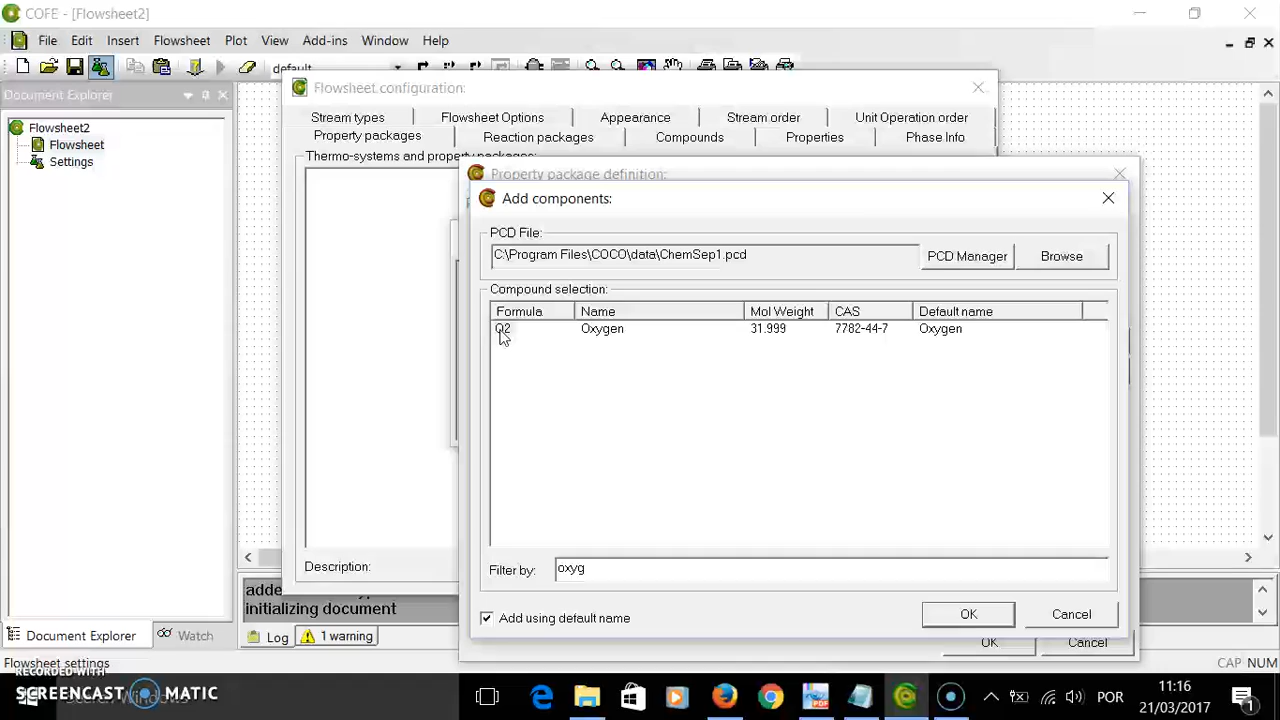 COFE - [Flowsheet2]
File Edit Insert Flowsheet Plot View Add-ins Window Help
default
Document Explorer
Flowsheet2
Flowsheet
Settings
Flowsheet configuration:
Stream types Flowsheet Options Appearance Stream order Unit Operation order
Property packages Reaction packages Compounds Properties Phase Info
Thermo-systems and property packages:
Property package definition:
Add components:
PCD File:
C:\Program Files\COCO\data\ChemSep1.pcd PCD Manager Browse
Compound selection:
Formula Name Mol Weight CAS Default name
O2 Oxygen 31.999 7782-44-7 Oxygen
Filter by: oxyg
Add using default name OK Cancel
OK Cancel
Description:
initializing document
Document Explorer Watch Log 1 warning
Flowsheet settings CAP NUM
RECORDED WITH
SCREENCAST MATIC
POR 11:16
21/03/2017
1